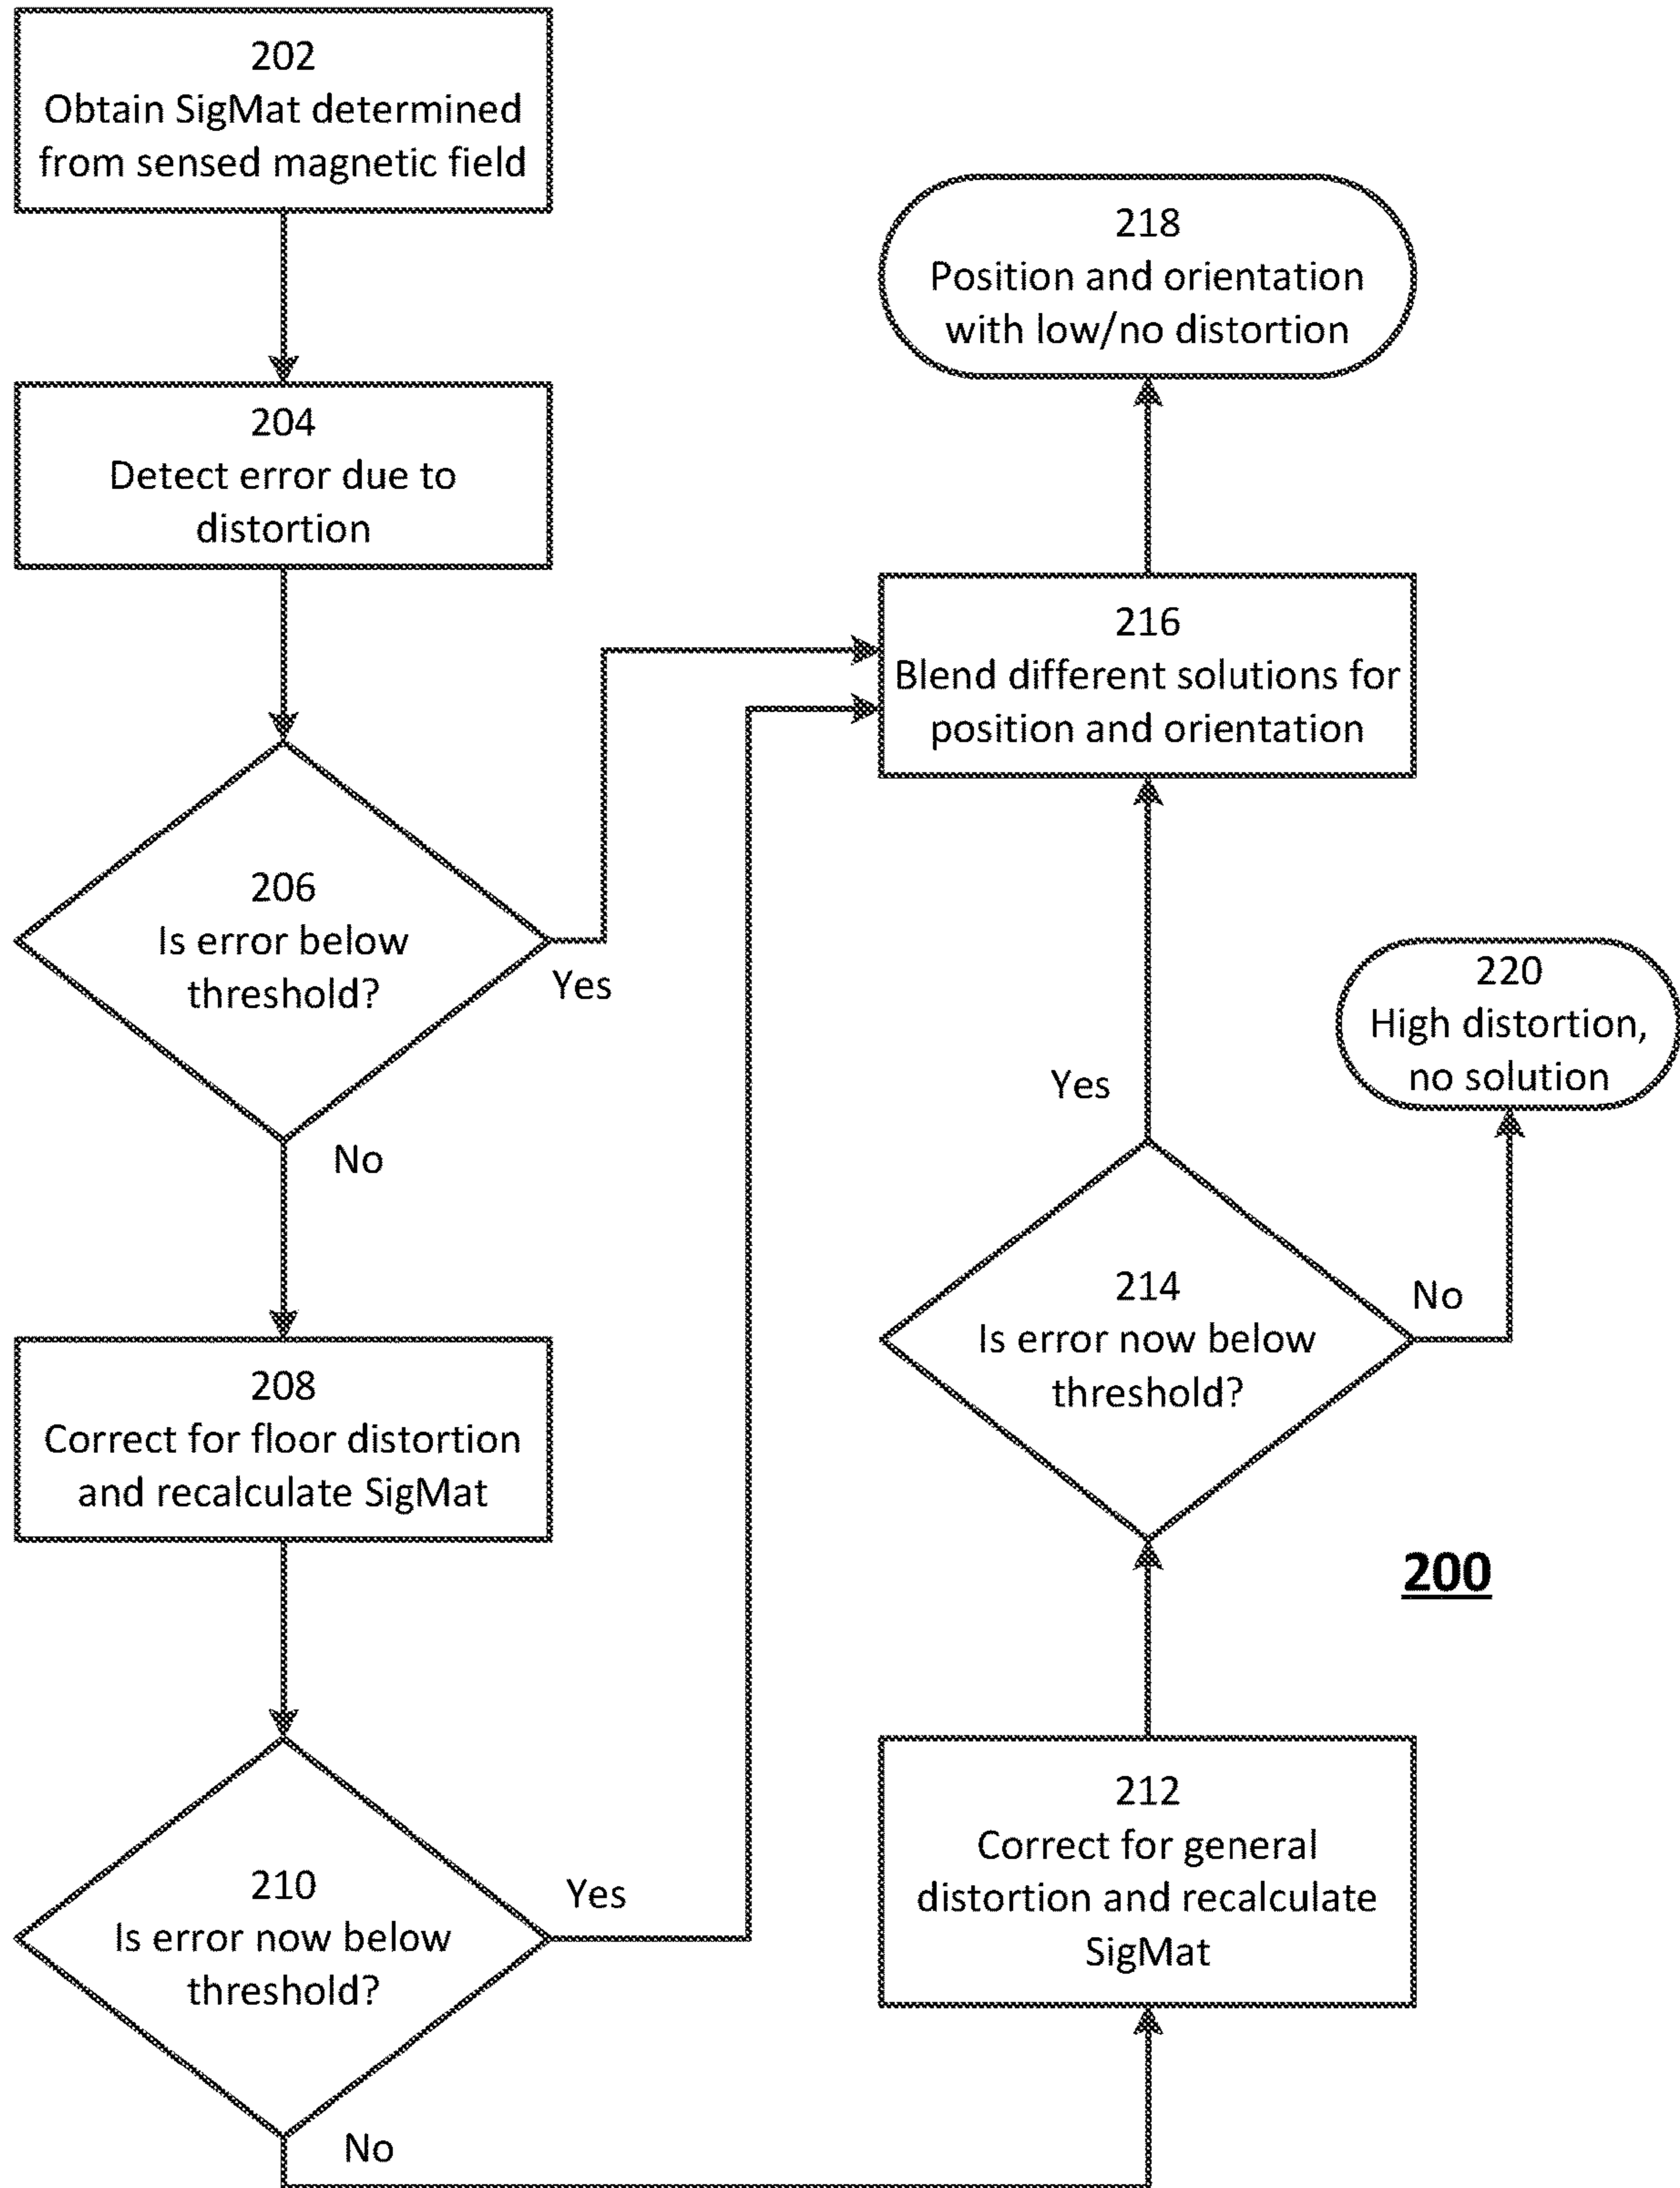 202
Obtain SigMat determined
from sensed magnetic field
204
Detect error due to
distortion
206
Is error below
threshold?
Yes
No
208
Correct for floor distortion
and recalculate SigMat
210
Is error now below
threshold?
Yes
No
218
Position and orientation
with low/no distortion
216
Blend different solutions for
position and orientation
220
High distortion,
no solution
Yes
214
Is error now below
threshold?
No
200
212
Correct for general
distortion and recalculate
SigMat